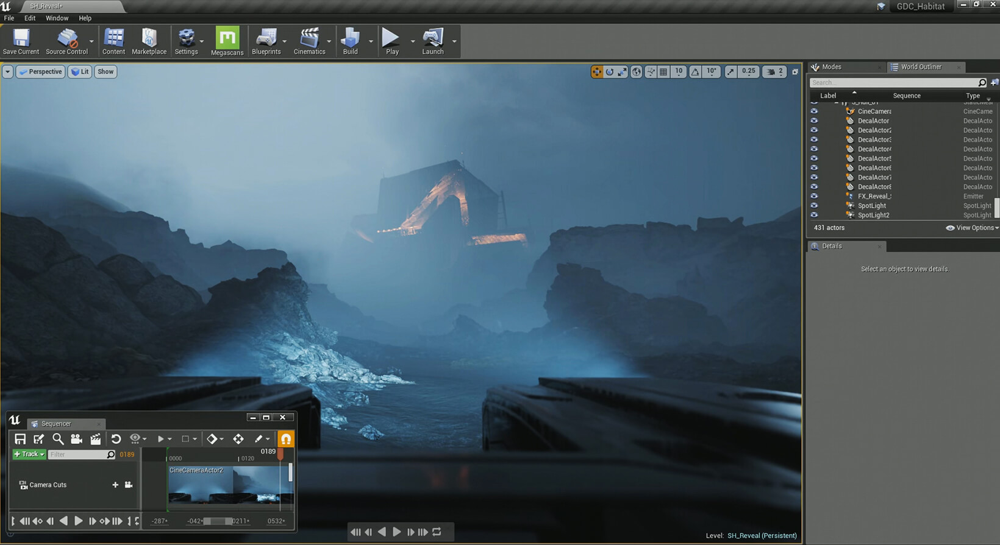 SH_Reveal*
GDC_Habitat
File Edit Window Help
Save Current Source Control Content Marketplace Settings Megascans Blueprints Cinematics Build Play Launch
Perspective Lit Show
10 10° 0.25 2
Modes World Outliner
Search...
Label Sequence Type
CineCamera CineCame
DecalActor DecalActo
DecalActor2 DecalActo
DecalActor3 DecalActo
DecalActor4 DecalActo
DecalActor5 DecalActo
DecalActor6 DecalActo
DecalActor7 DecalActo
DecalActor8 DecalActo
FX_Reveal_ Emitter
SpotLight SpotLight
SpotLight2 SpotLight
431 actors View Options
Details
Select an object to view details.
Sequencer
+ Track Filter 0189
0189
0000 0120
CineCameraActor2
Camera Cuts
-287* -042* 0211* 0532*
Level: SH_Reveal (Persistent)